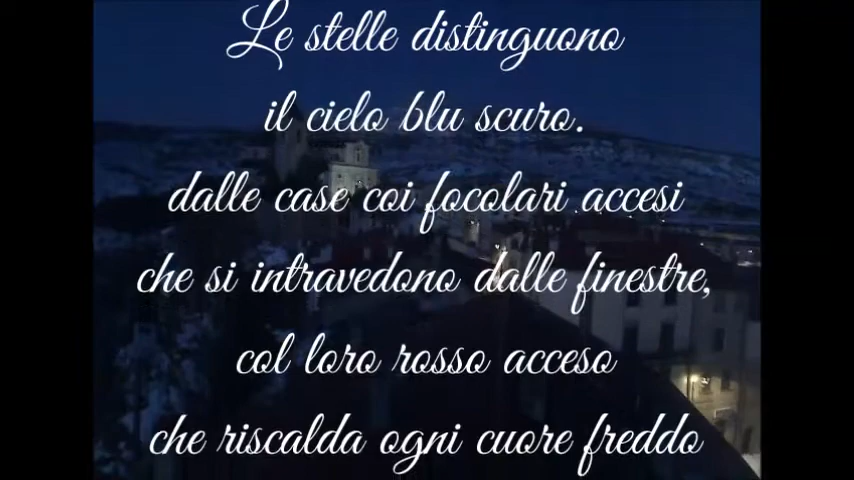 Le stelle distinguono
il cielo blu scuro.
dalle case coi focolari accesi
che si intravedono dalle finestre,
col loro rosso acceso
che riscalda ogni cuore freddo